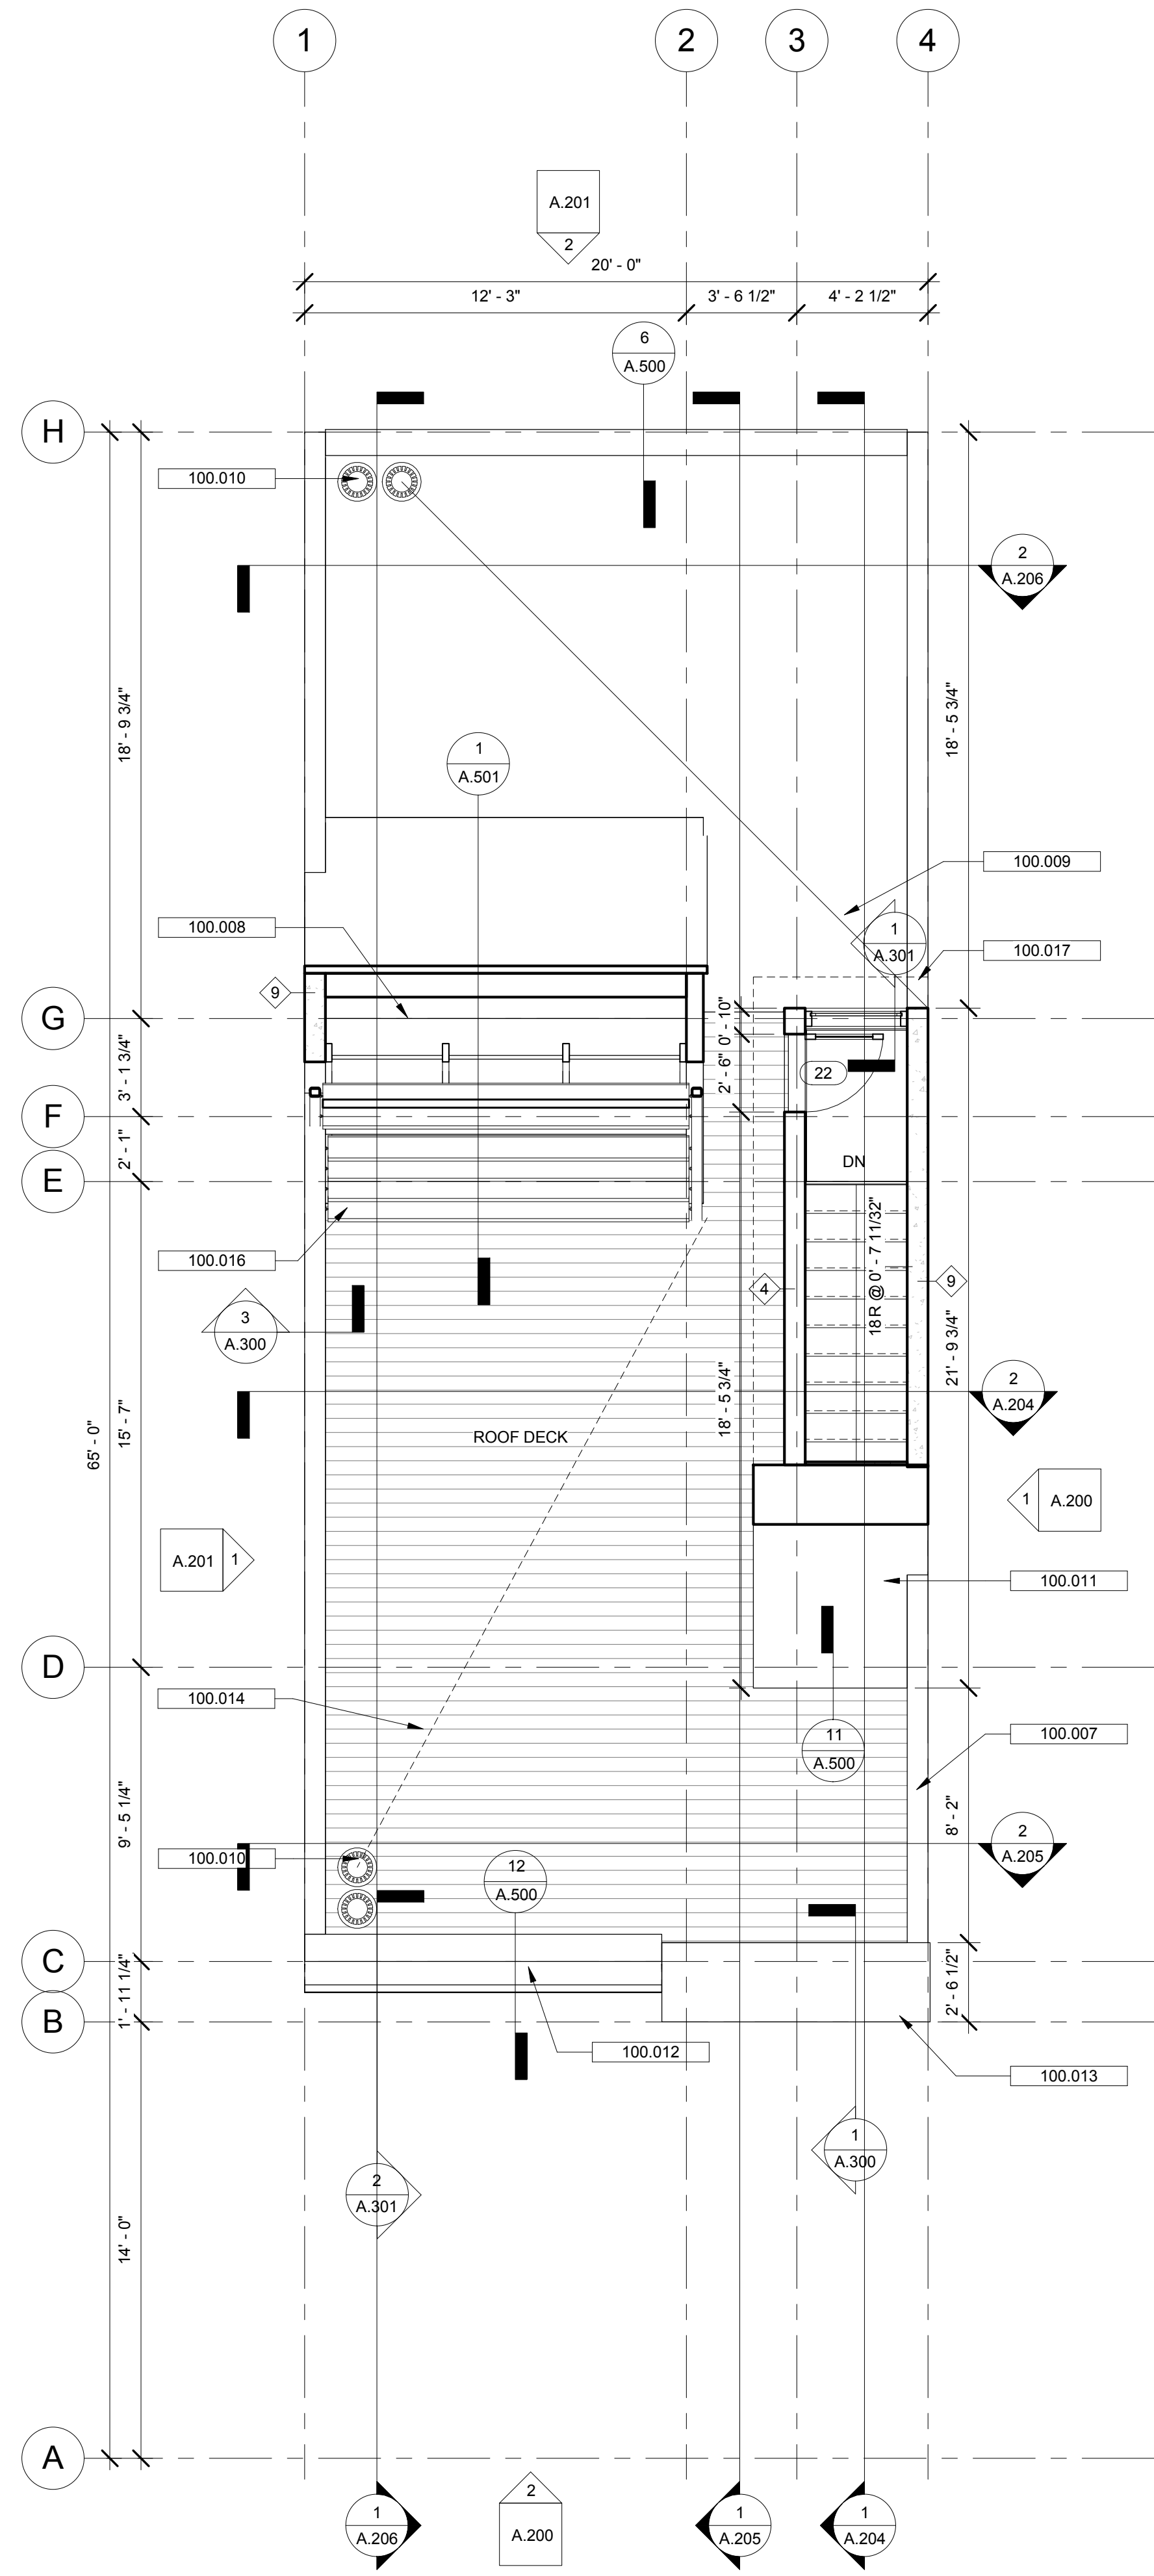 1
2
3
4
A.201
2
20' - 0"
12' - 3"
3' - 6 1/2"
4' - 2 1/2"
6
A.500
H
100.010
2
A.206
18' - 9 3/4"
18' - 5 3/4"
1
A.501
100.009
100.008
1
A.301
100.017
9
G
0' - 10"
3' - 1 3/4"
2' - 6"
22
F
2' - 1"
DN
E
18R @ 0' - 7 11/32"
100.016
4
9
3
A.300
21' - 9 3/4"
2
A.204
18' - 5 3/4"
65' - 0"
15' - 7"
ROOF DECK
1
A.200
A.201
1
100.011
D
100.014
11
A.500
100.007
9' - 5 1/4"
8' - 2"
2
A.205
100.010
12
A.500
C
1' - 11 1/4"
2' - 6 1/2"
B
100.012
100.013
1
A.300
2
A.301
14' - 0"
A
2
A.200
1
A.206
1
A.205
1
A.204